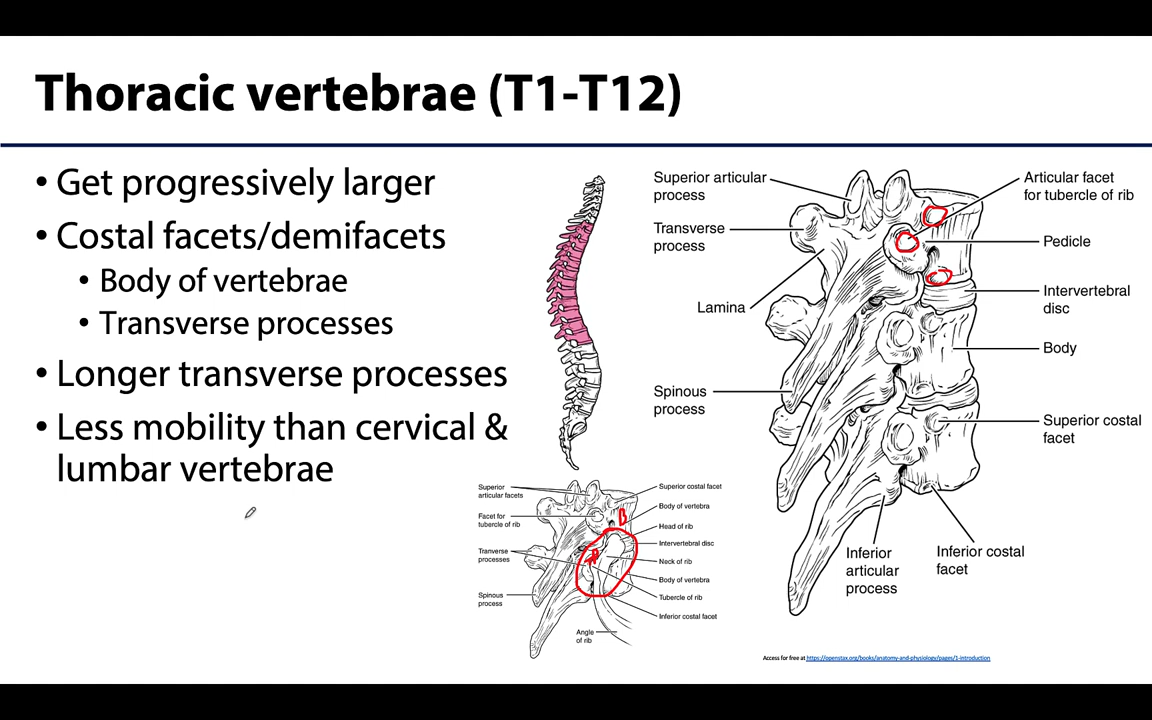 Thoracic vertebrae (T1-T12)
• Get progressively larger
• Costal facets/demifacets
• Body of vertebrae
• Transverse processes
• Longer transverse processes
• Less mobility than cervical &
lumbar vertebrae
Superior articular
process
Transverse
process
Lamina
Spinous
process
Articular facet
for tubercle of rib
Pedicle
Intervertebral
disc
Body
Superior costal
facet
Inferior
articular
process
Inferior costal
facet
Superior
articular facets
Facet for
tubercle of rib
Tranverse
processes
Spinous
process
Angle
of rib
Superior costal facet
Body of vertebra
Head of rib
Intervertebral disc
Neck of rib
Body of vertebra
Tubercle of rib
Inferior costal facet
B
Access for free at https://openstax.org/books/anatomy-and-physiology/pages/1-introduction